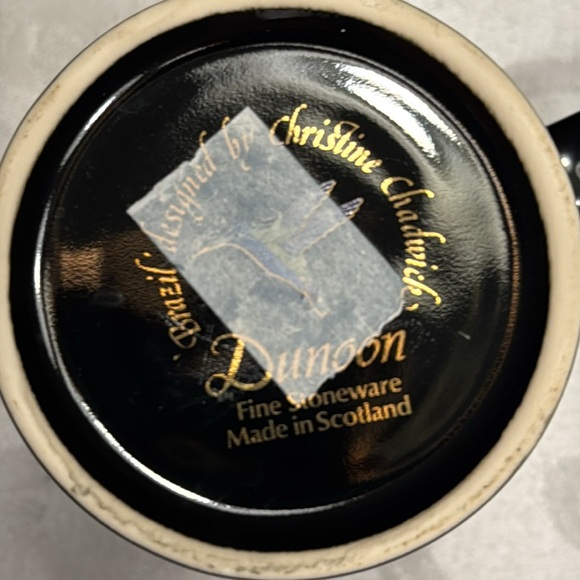 'Brazil' designed by Christine Chadwick'
Dunoon
Fine Stoneware
Made in Scotland